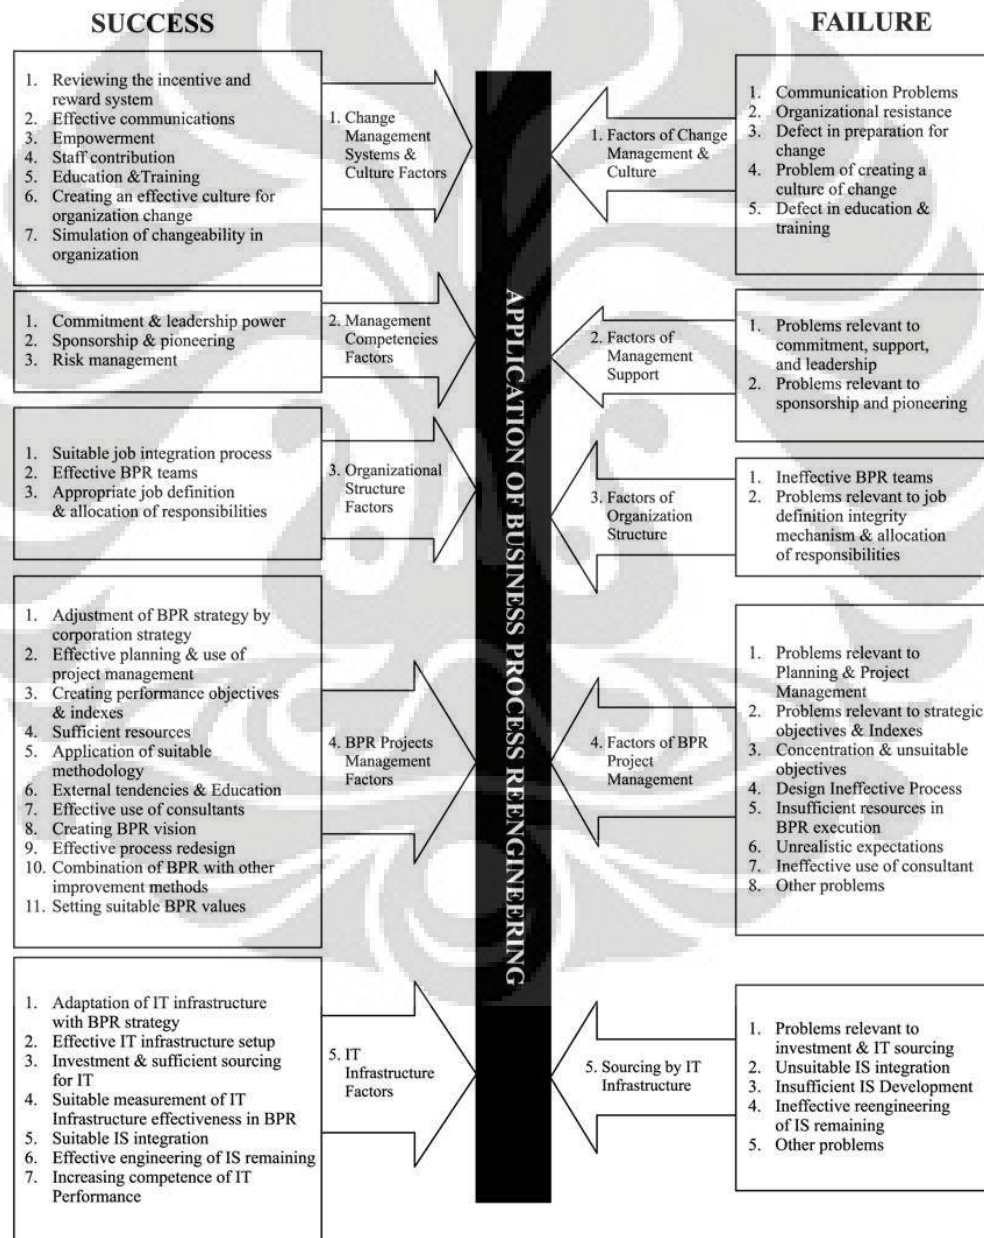 SUCCESS
1. Reviewing the incentive and
reward system
2. Effective communications
3. Empowerment
4. Staff contribution
5. Education &Training
6. Creating an effective culture for
organization change
7. Simulation of changeability in
organization
1. Change
Management
Systems &
Culture Factors
1. Commitment & leadership power
2. Sponsorship & pioneering
3. Risk management
2. Management
Competencies
Factors
1. Suitable job integration process
2. Effective BPR teams
3. Appropriate job definition
& allocation of responsibilities
3. Organizational
Structure
Factors
1. Adjustment of BPR strategy by
corporation strategy
2. Effective planning & use of
project management
3. Creating performance objectives
& indexes
4. Sufficient resources
5. Application of suitable
methodology
6. External tendencies & Education
7. Effective use of consultants
8. Creating BPR vision
9. Effective process redesign
10. Combination of BPR with other
improvement methods
11. Setting suitable BPR values
4. BPR Projects
Management
Factors
1. Adaptation of IT infrastructure
with BPR strategy
2. Effective IT infrastructure setup
3. Investment & sufficient sourcing
for IT
4. Suitable measurement of IT
Infrastructure effectiveness in BPR
5. Suitable IS integration
6. Effective engineering of IS remaining
7. Increasing competence of IT
Performance
5. IT
Infrastructure
Factors
APPLICATION OF BUSINESS PROCESS REENGINEERING
FAILURE
1. Factors of Change
Management &
Culture
1. Communication Problems
2. Organizational resistance
3. Defect in preparation for
change
4. Problem of creating a
culture of change
5. Defect in education &
training
2. Factors of
Management
Support
1. Problems relevant to
commitment, support,
and leadership
2. Problems relevant to
sponsorship and pioneering
3. Factors of
Organization
Structure
1. Ineffective BPR teams
2. Problems relevant to job
definition integrity
mechanism & allocation
of responsibilities
4. Factors of BPR
Project
Management
1. Problems relevant to
Planning & Project
Management
2. Problems relevant to strategic
objectives & Indexes
3. Concentration & unsuitable
objectives
4. Design Ineffective Process
5. Insufficient resources in
BPR execution
6. Unrealistic expectations
7. Ineffective use of consultant
8. Other problems
5. Sourcing by IT
Infrastructure
1. Problems relevant to
investment & IT sourcing
2. Unsuitable IS integration
3. Insufficient IS Development
4. Ineffective reengineering
of IS remaining
5. Other problems